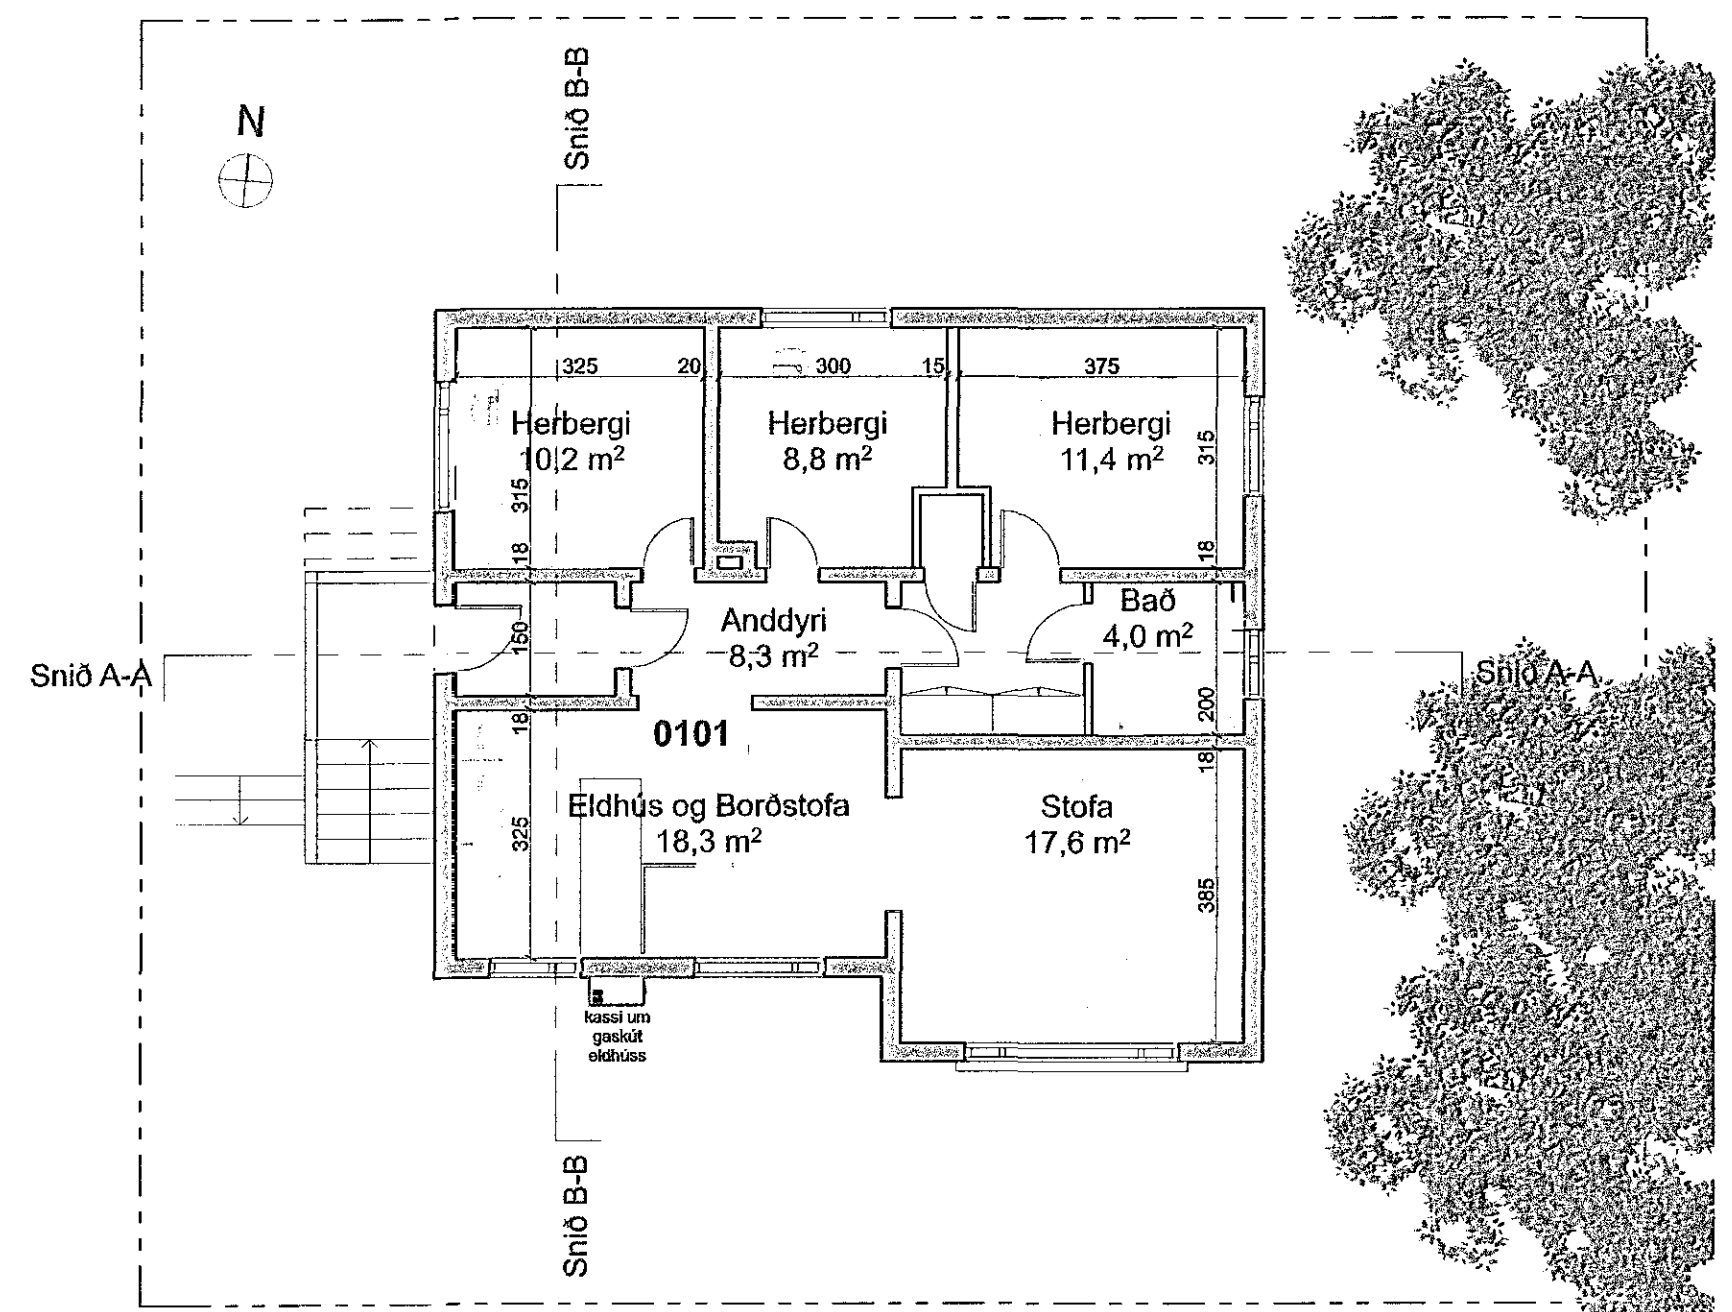 Snið B-B
N
325
20
300
15
375
Herbergi
10,2 m²
Herbergi
8,8 m²
Herbergi
11,4 m²
315
315
18
18
Anddyri
8,3 m²
Bað
4,0 m²
150
Snið A-A
Snið A-A
18
200
0101
18
Eldhús og Borðstofa
18,3 m²
Stofa
17,6 m²
325
385
kassi um
gaskút
eldhúss
Snið B-B